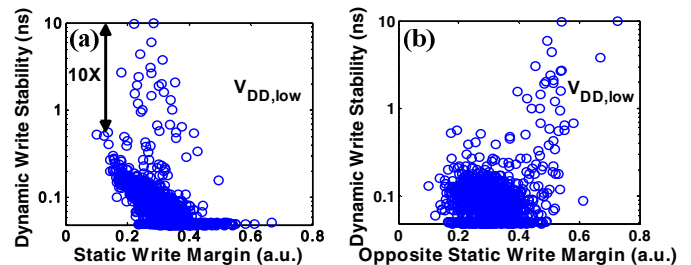 Dynamic Write Stability (ns)
10
1
0.1
(a)
10X
V_DD,low
0 0.2 0.4 0.6 0.8
Static Write Margin (a.u.)
Dynamic Write Stability (ns)
10
1
0.1
(b)
V_DD,low
0 0.2 0.4 0.6 0.8
Opposite Static Write Margin (a.u.)